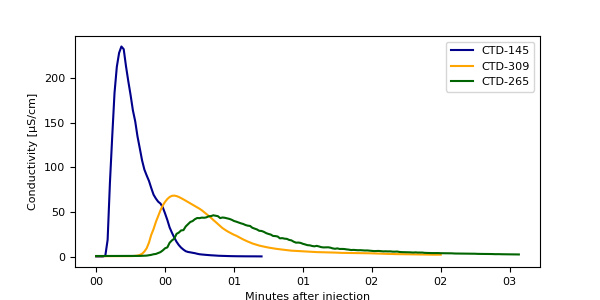 CTD-145
CTD-309
CTD-265
Conductivity [µS/cm]
200
150
100
50
0
00 00 01 01 02 02 03
Minutes after injection